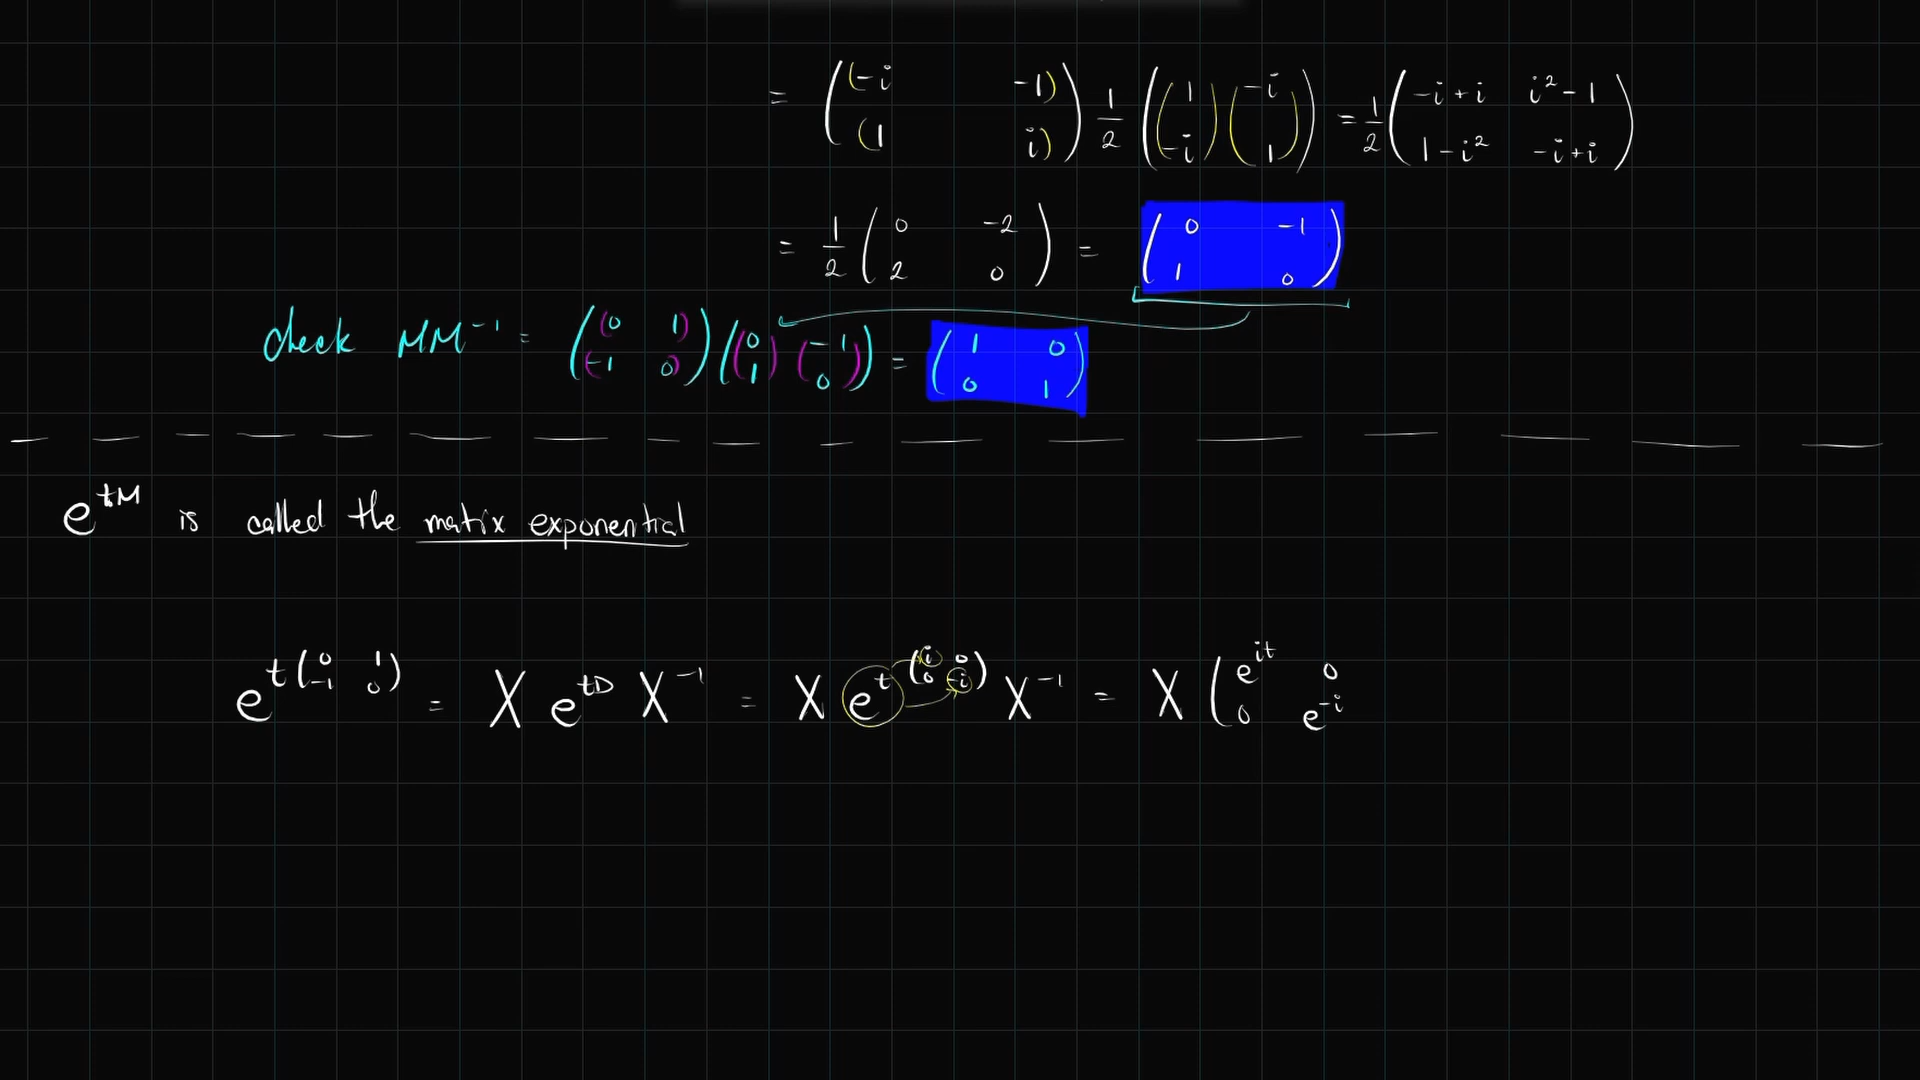 = ( (-i -1) (1 i) ) 1/2 ( (1 -i) (-i 1) ) = 1/2 ( -i+i i²-1 1-i² -i+i )
= 1/2 ( 0 -2 2 0 ) = ( 0 -1 1 0 )
check MM⁻¹ = ( (0 1) (-1 0) ) ( (0 1) (-1 0) ) = ( 1 0 0 1 )
e^tM is called the matrix exponential
e^t( 0 1 -1 0 ) = X e^tD X⁻¹ = X e^t( i 0 0 -i ) X⁻¹ = X ( e^it 0 0 e^-i